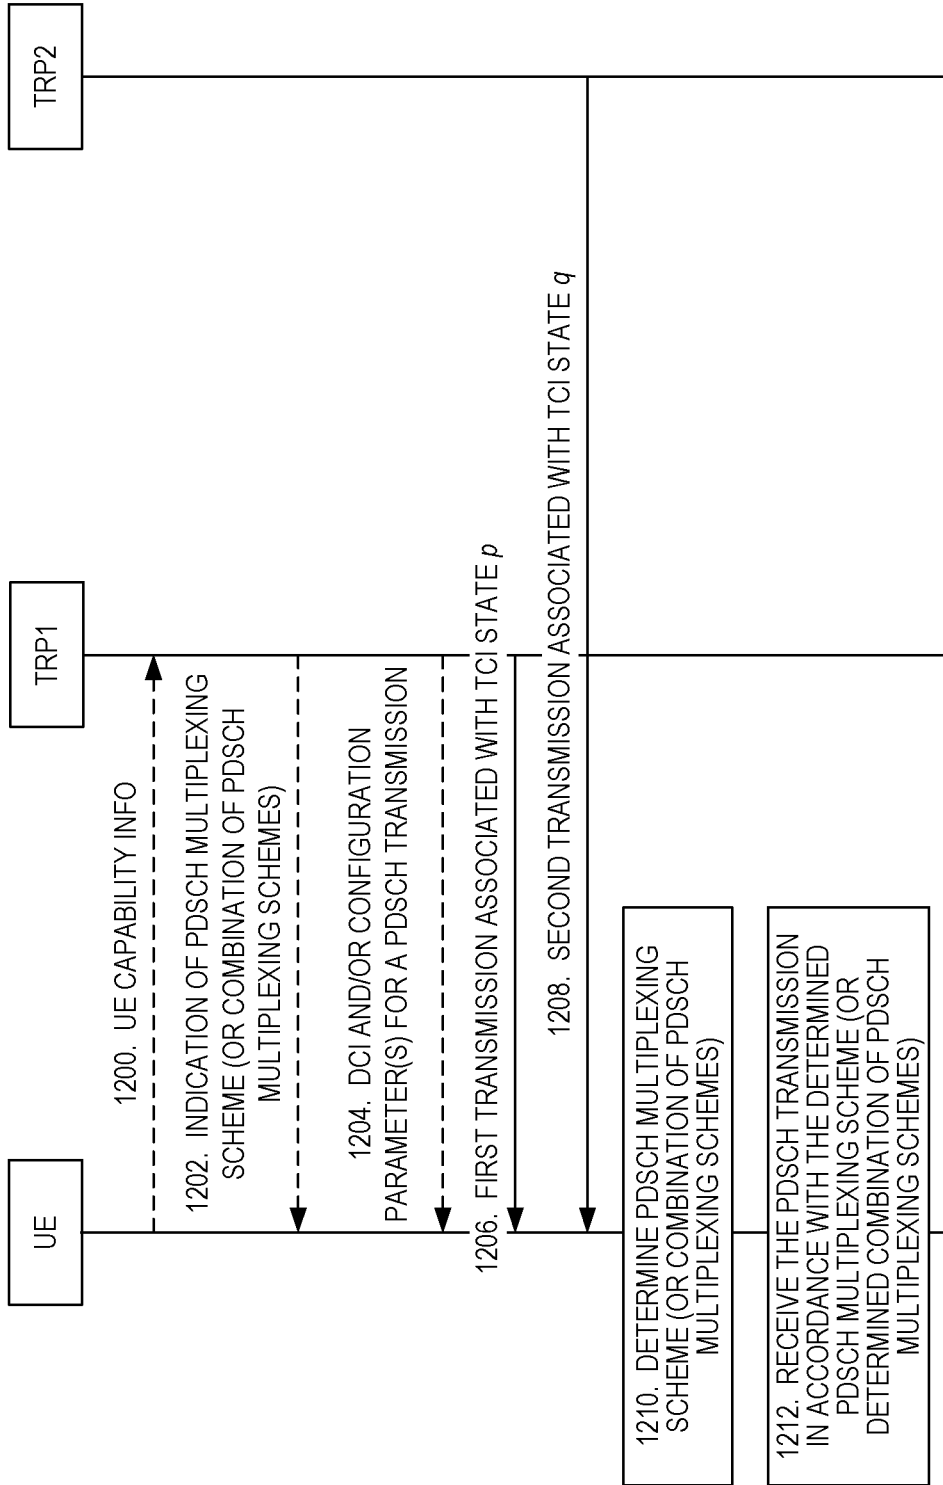 UE
TRP1
TRP2
1200. UE CAPABILITY INFO
1202. INDICATION OF PDSCH MULTIPLEXING
SCHEME (OR COMBINATION OF PDSCH
MULTIPLEXING SCHEMES)
1204. DCI AND/OR CONFIGURATION
PARAMETER(S) FOR A PDSCH TRANSMISSION
1206. FIRST TRANSMISSION ASSOCIATED WITH TCI STATE p
1208. SECOND TRANSMISSION ASSOCIATED WITH TCI STATE q
1210. DETERMINE PDSCH MULTIPLEXING
SCHEME (OR COMBINATION OF PDSCH
MULTIPLEXING SCHEMES)
1212. RECEIVE THE PDSCH TRANSMISSION
IN ACCORDANCE WITH THE DETERMINED
PDSCH MULTIPLEXING SCHEME (OR
DETERMINED COMBINATION OF PDSCH
MULTIPLEXING SCHEMES)